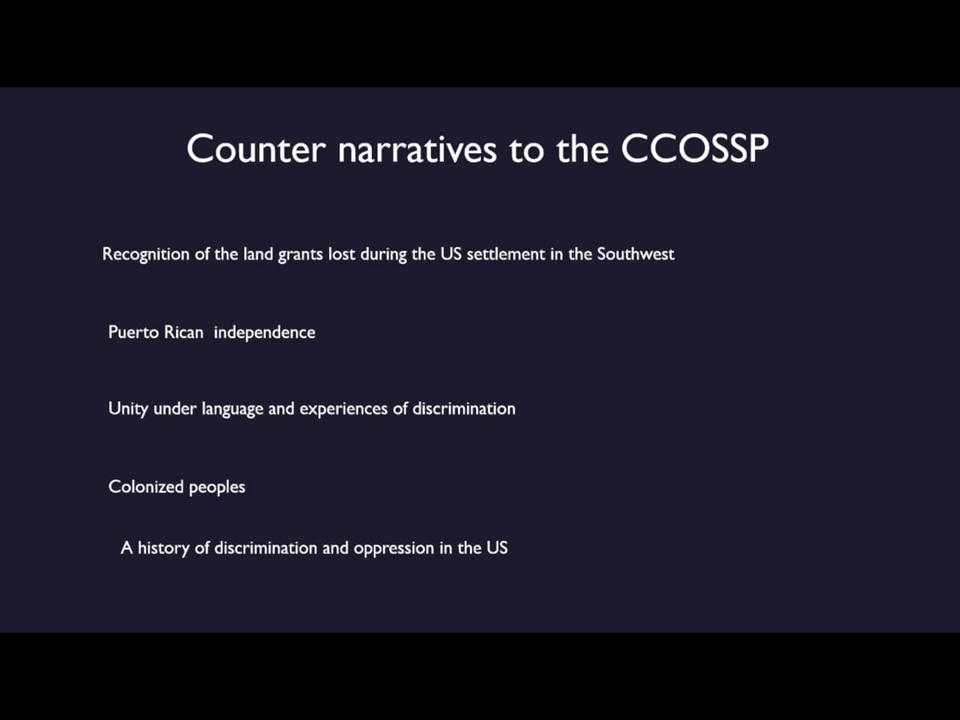 Counter narratives to the CCOSSP
Recognition of the land grants lost during the US settlement in the Southwest
Puerto Rican  independence
Unity under language and experiences of discrimination
Colonized peoples
A history of discrimination and oppression in the US